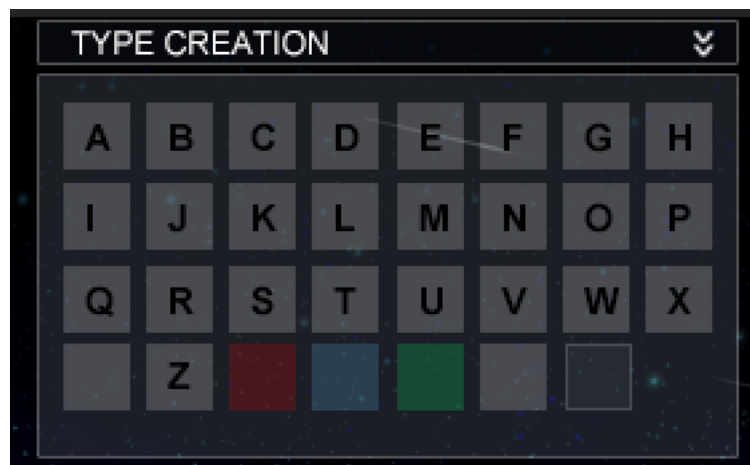 TYPE CREATION
A B C D E F G H
I J K L M N O P
Q R S T U V W X
Z